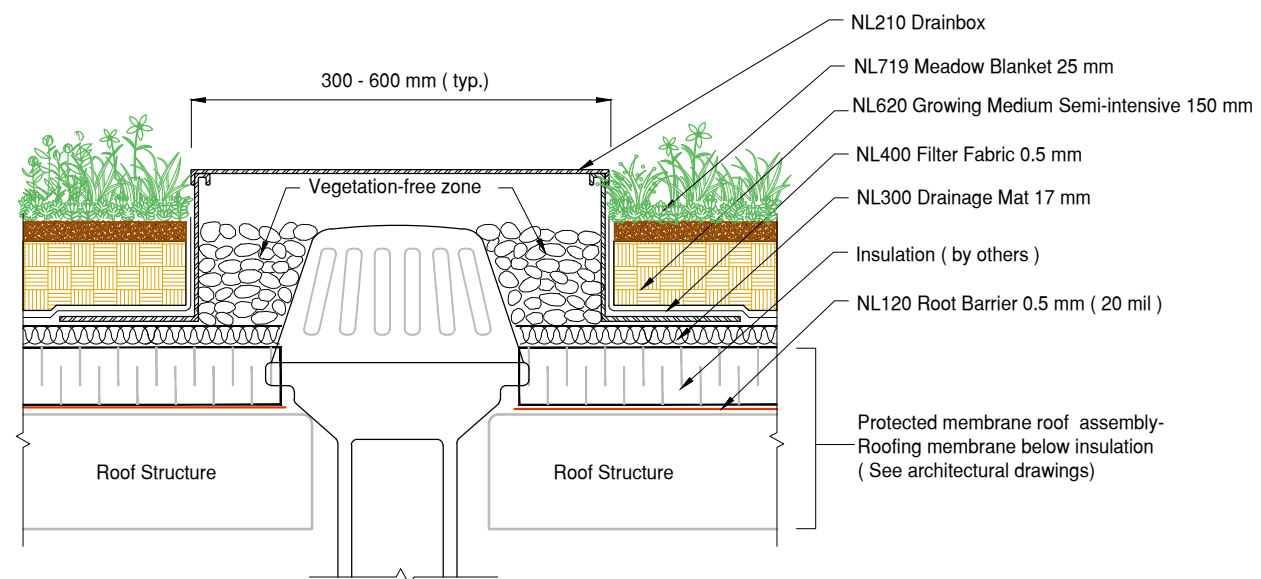 NL210 Drainbox
NL719 Meadow Blanket 25 mm
300 - 600 mm ( typ.)
NL620 Growing Medium Semi-intensive 150 mm
NL400 Filter Fabric 0.5 mm
Vegetation-free zone
NL300 Drainage Mat 17 mm
Insulation ( by others )
NL120 Root Barrier 0.5 mm ( 20 mil )
Protected membrane roof assembly-
Roofing membrane below insulation
( See architectural drawings)
Roof Structure
Roof Structure